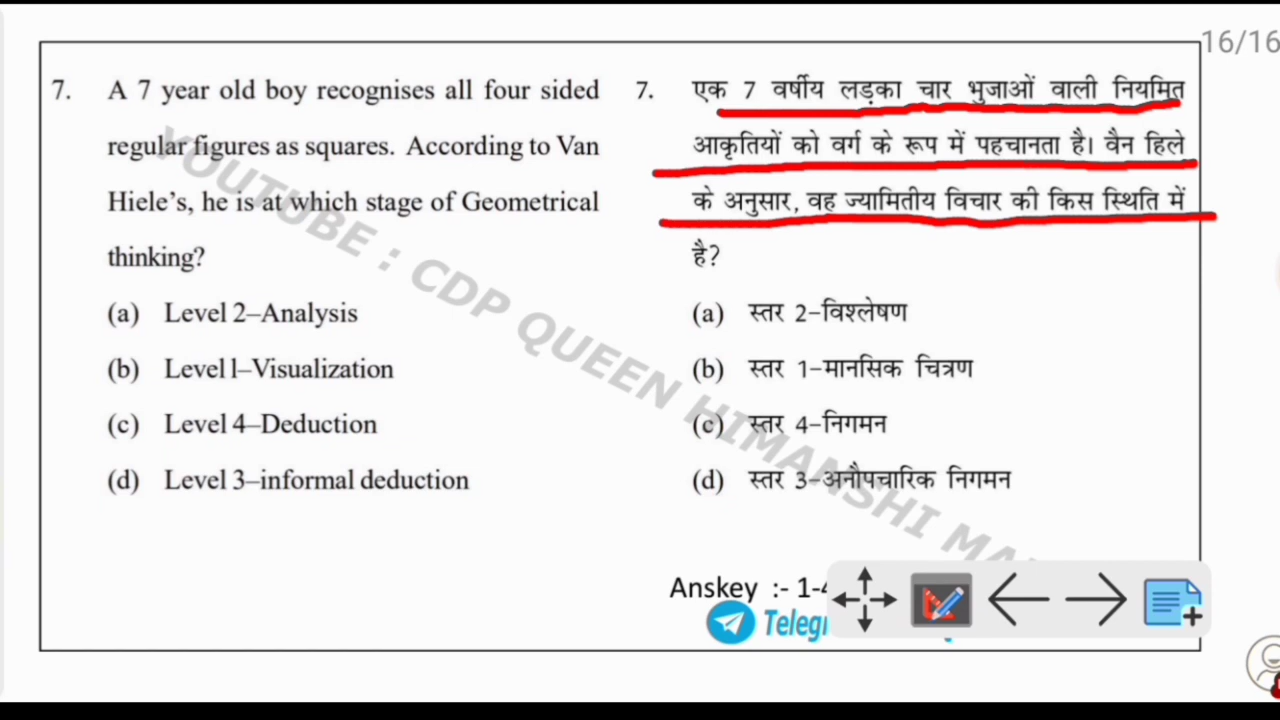 16/16
7. A 7 year old boy recognises all four sided
regular figures as squares. According to Van
Hiele's, he is at which stage of Geometrical
thinking?
(a) Level 2–Analysis
(b) Level l–Visualization
(c) Level 4–Deduction
(d) Level 3–informal deduction
7. एक 7 वर्षीय लड़का चार भुजाओं वाली नियमित
आकृतियों को वर्ग के रूप में पहचानता है। वैन हिले
के अनुसार, वह ज्यामितीय विचार की किस स्थिति में
है?
(a) स्तर 2-विश्लेषण
(b) स्तर 1-मानसिक चित्रण
(c) स्तर 4-निगमन
(d) स्तर 3-अनौपचारिक निगमन
YOUTUBE : CDP QUEEN HIMANSHI
Anskey :- 1-